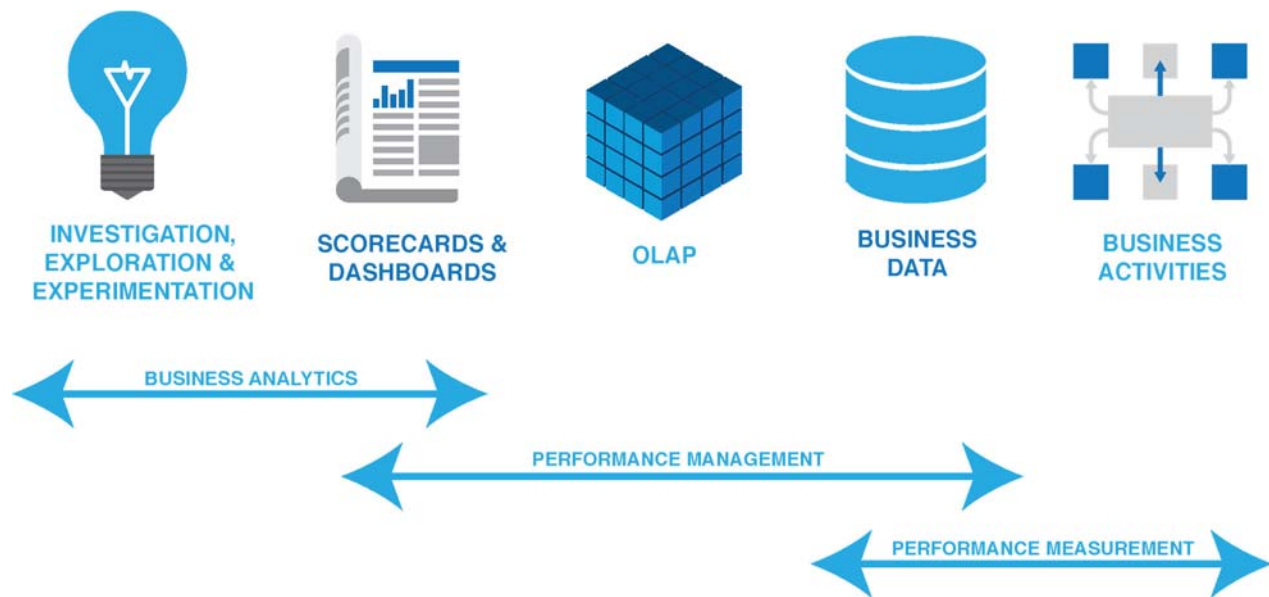 INVESTIGATION,
EXPLORATION &
EXPERIMENTATION
SCORECARDS &
DASHBOARDS
OLAP
BUSINESS
DATA
BUSINESS
ACTIVITIES
BUSINESS ANALYTICS
PERFORMANCE MANAGEMENT
PERFORMANCE MEASUREMENT